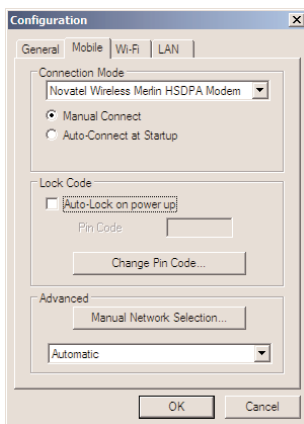 Configuration
General Mobile Wi-Fi LAN
Connection Mode
Novatel Wireless Merlin HSDPA Modem
Manual Connect
Auto-Connect at Startup
Lock Code
Auto-Lock on power up
Pin Code
Change Pin Code...
Advanced
Manual Network Selection...
Automatic
OK Cancel